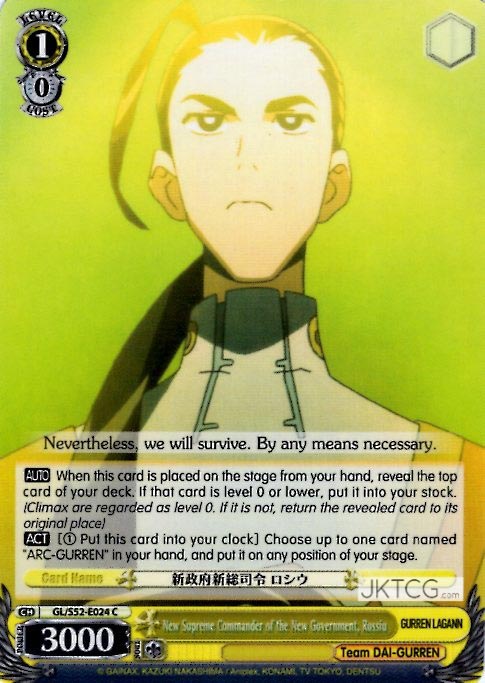 LEVEL
1
0
COST
Nevertheless, we will survive. By any means necessary.
AUTO When this card is placed on the stage from your hand, reveal the top
card of your deck. If that card is level 0 or lower, put it into your stock.
(Climax are regarded as level 0. If it is not, return the revealed card to its
original place)
ACT [① Put this card into your clock] Choose up to one card named
"ARC-GURREN" in your hand, and put it on any position of your stage.
Card Name 新政府新総司令 ロシウ
JKTCG.com
GL/S52-E024 C
POWER 3000 SOUL
New Supreme Commander of the New Government, Russia
GURREN LAGANN
Team DAI-GURREN
© GAINAX, KAZUKI NAKASHIMA / Aniplex, KONAMI, TV TOKYO, DENTSU